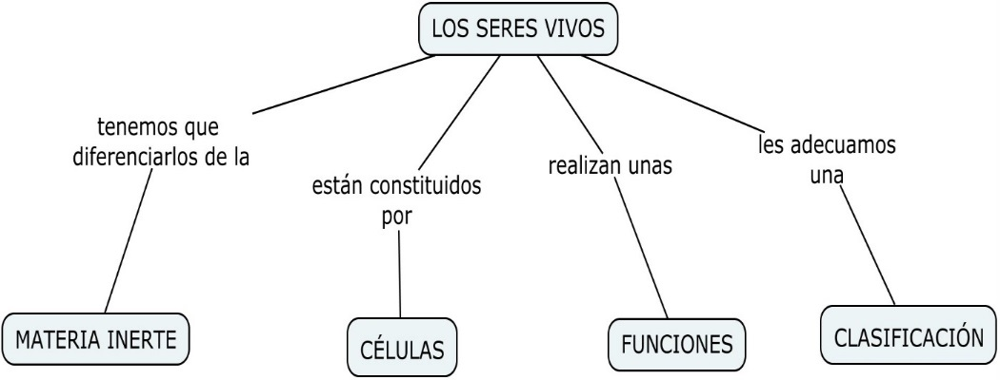 LOS SERES VIVOS
tenemos que
diferenciarlos de la
están constituidos
por
realizan unas
les adecuamos
una
MATERIA INERTE
CÉLULAS
FUNCIONES
CLASIFICACIÓN